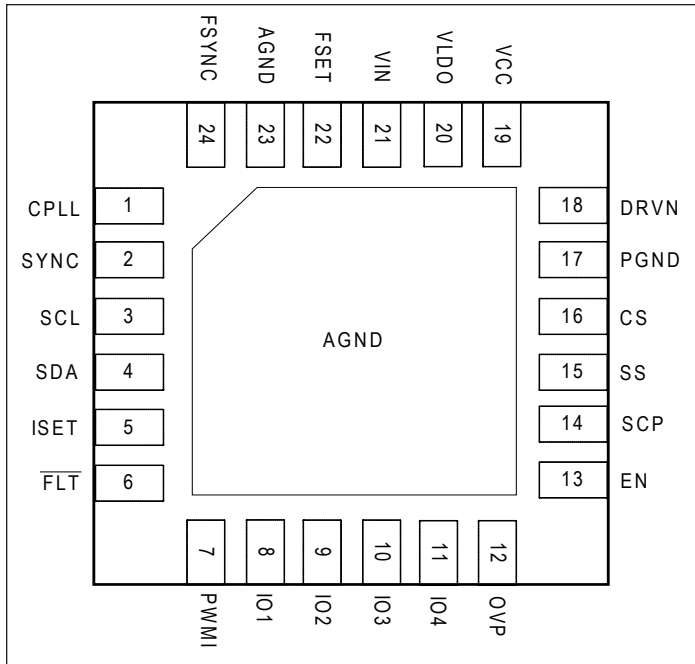 FSYNC AGND FSET VIN VLDO VCC
24 23 22 21 20 19
CPLL 1 18 DRVN
SYNC 2 17 PGND
SCL 3 16 CS
AGND
SDA 4 15 SS
ISET 5 14 SCP
FLT 6 13 EN
7 8 9 10 11 12
PWMI IO1 IO2 IO3 IO4 OVP